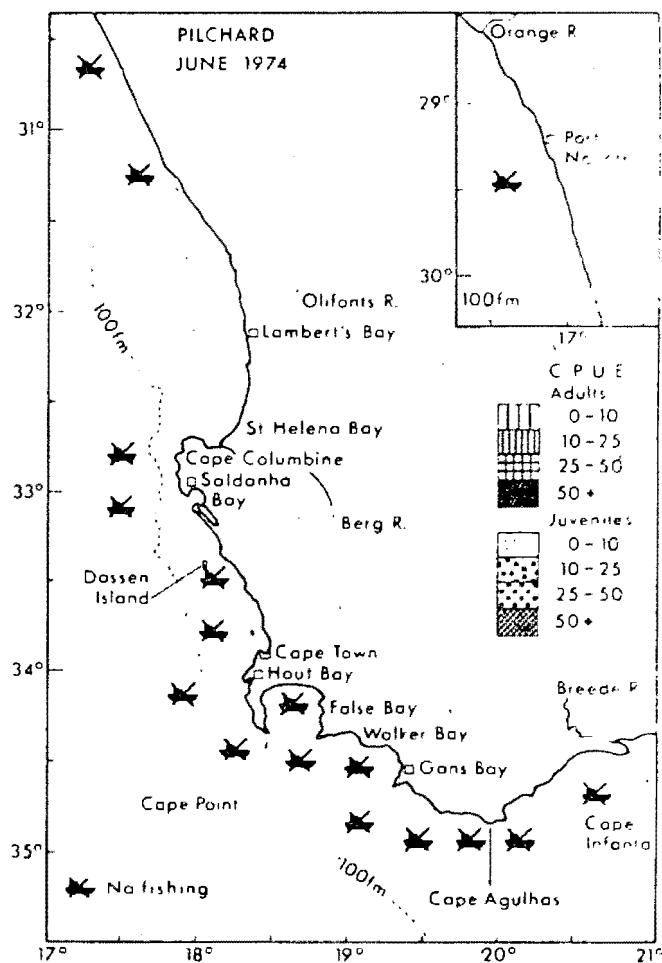 PILCHARD
JUNE 1974
Orange R.
29°
Port
30°
100fm
17°
31°
32°
33°
34°
35°
100fm
Olifants R.
Lambert's Bay
St Helena Bay
Cape Columbine
Saldanha
Bay
Berg R.
Dassen
Island
Cape Town
Hout Bay
False Bay
Walker Bay
Gans Bay
Breede R.
Cape Point
Cape
Infanta
Cape Agulhas
100fm
No fishing
C P U E
Adults
0-10
10-25
25-50
50+
Juveniles
0-10
10-25
25-50
50+
17° 18° 19° 20° 21°